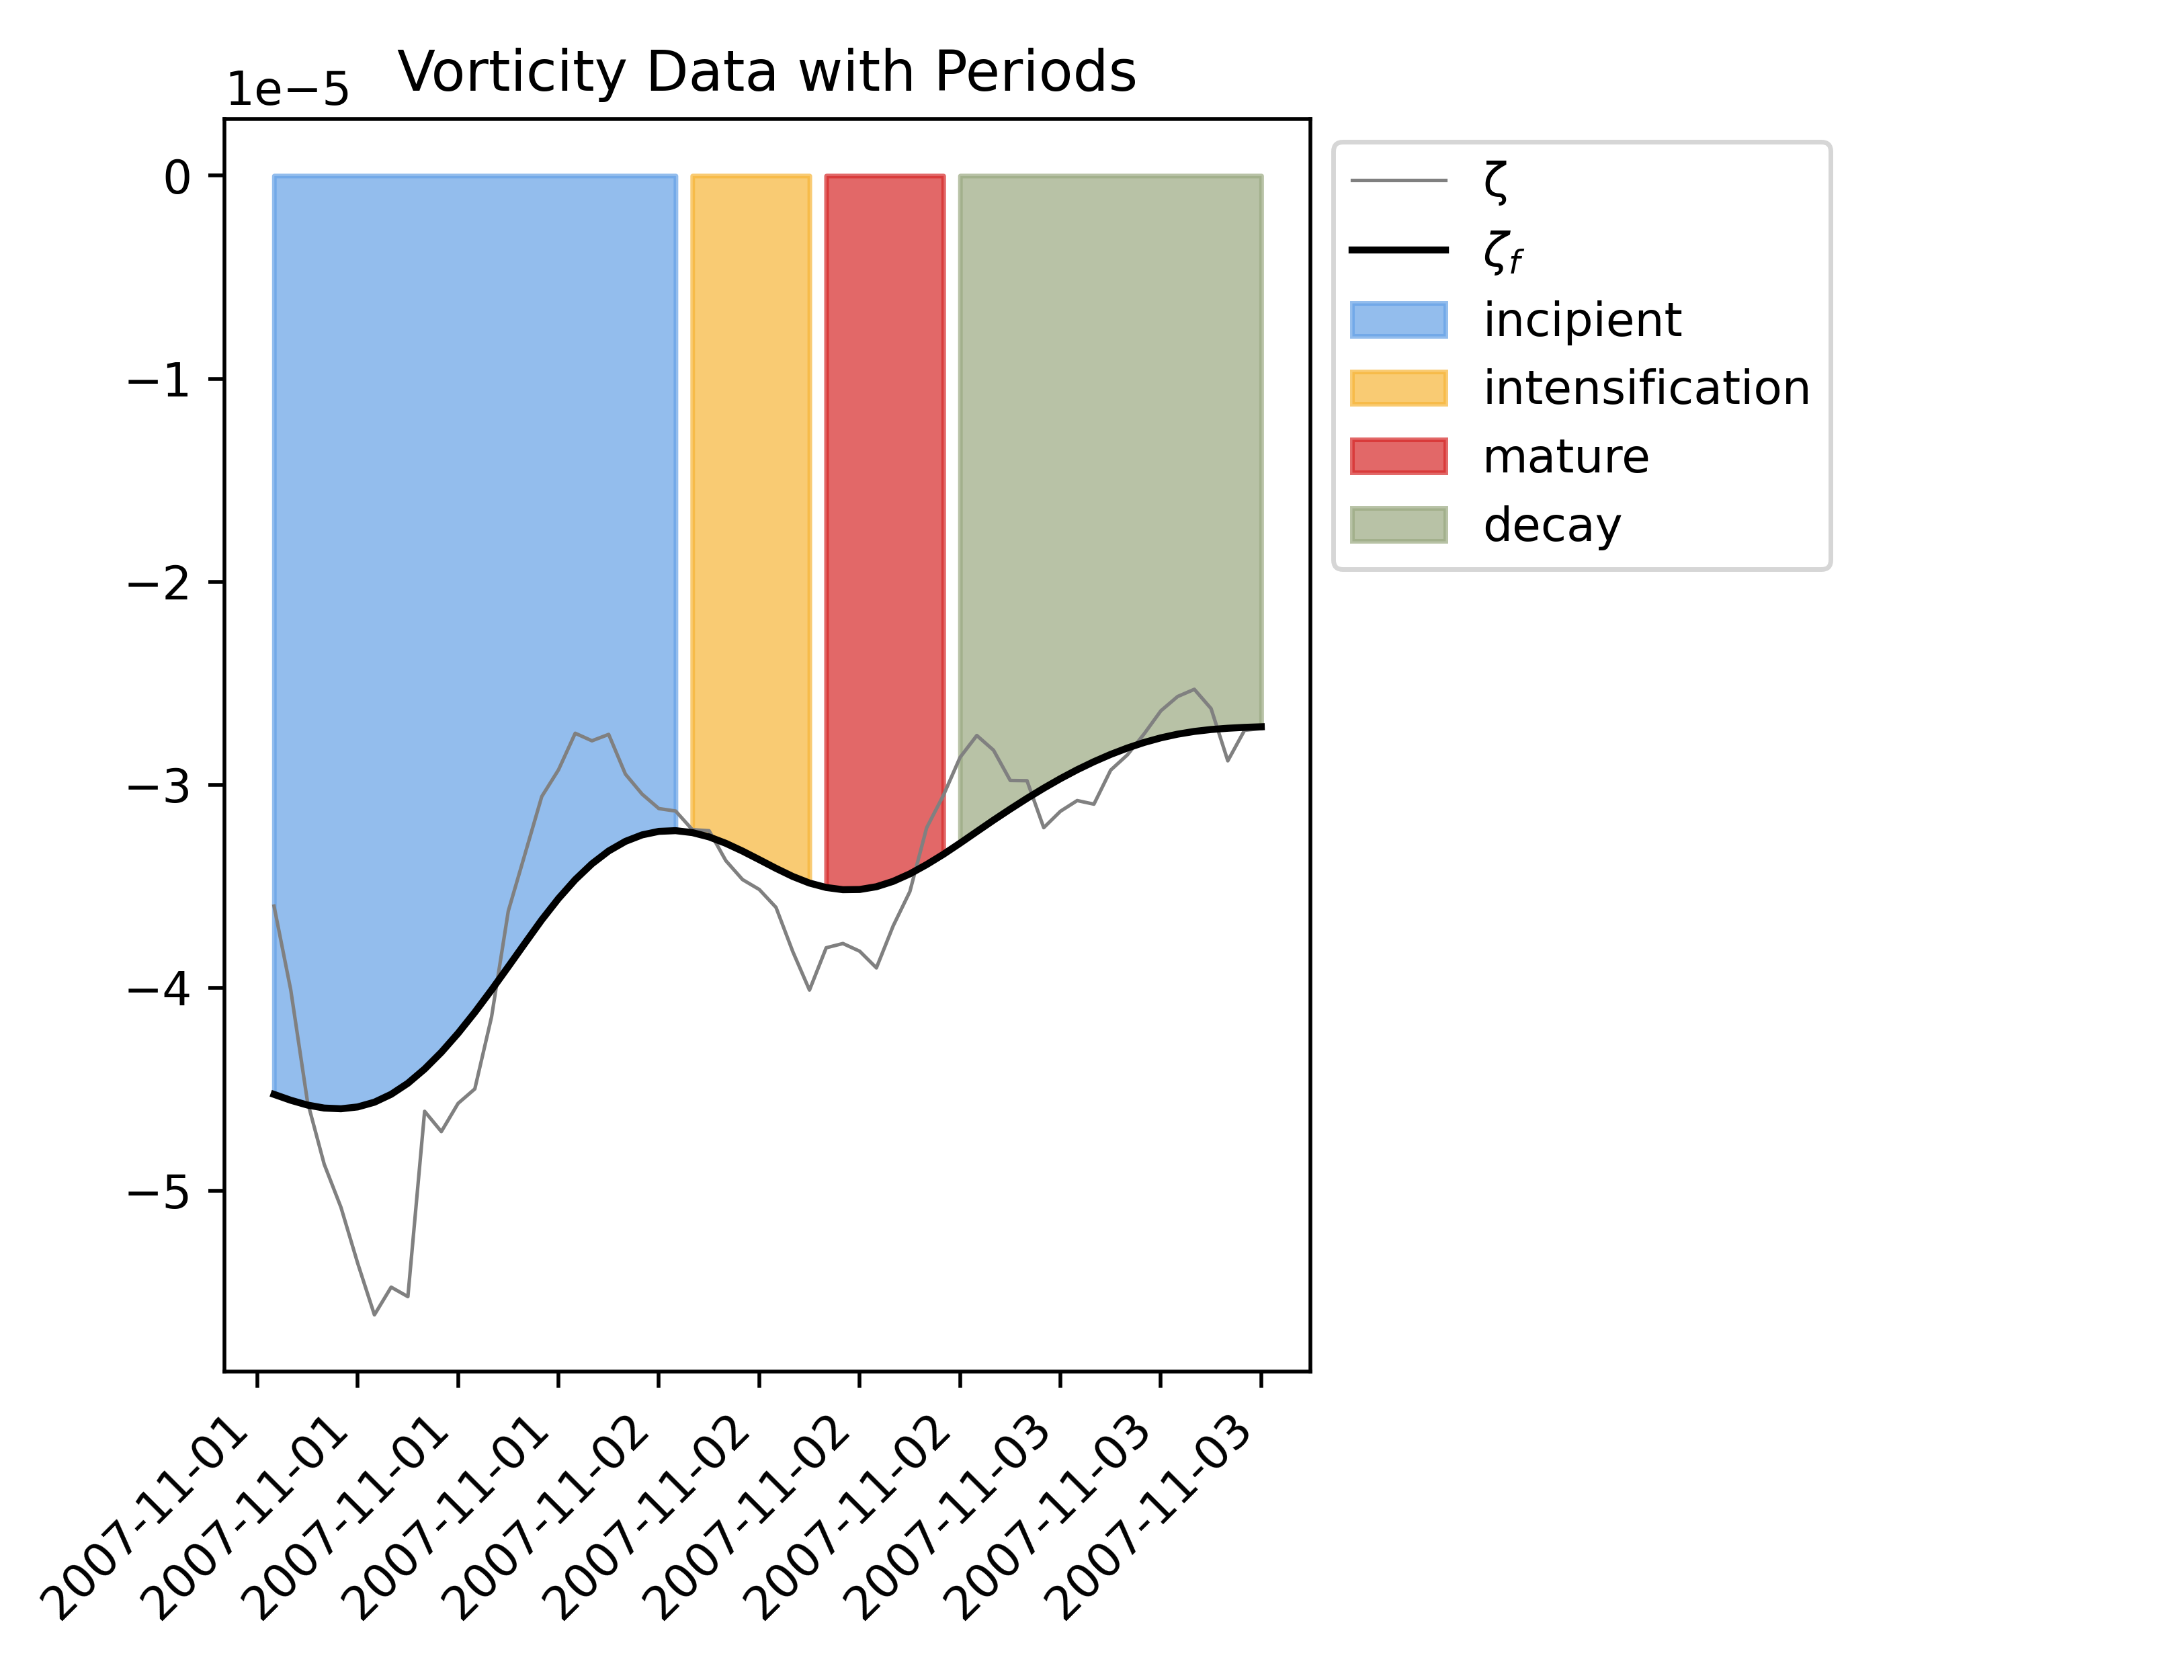 Vorticity Data with Periods
1e−5
0
−1
−2
−3
−4
−5
2007-11-01
2007-11-01
2007-11-01
2007-11-01
2007-11-02
2007-11-02
2007-11-02
2007-11-02
2007-11-03
2007-11-03
2007-11-03
ζ
ζf
incipient
intensification
mature
decay